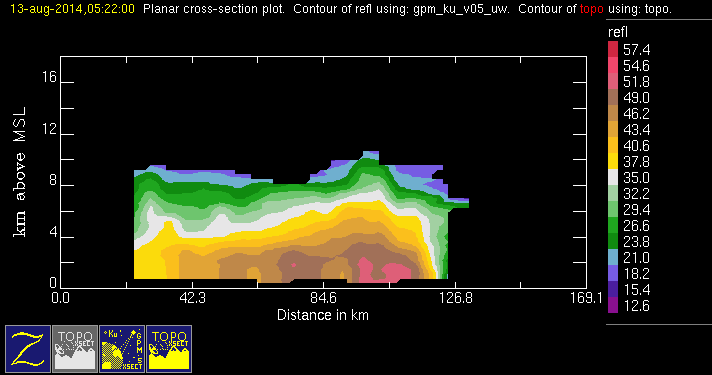 13-aug-2014,05:22:00 Planar cross-section plot. Contour of refl using: gpm_ku_v05_uw. Contour of topo using: topo.
refl
57.4
54.6
51.8
49.0
46.2
43.4
40.6
37.8
35.0
32.2
29.4
26.6
23.8
21.0
18.2
15.4
12.6
km above MSL
16
12
8
4
0
0.0 42.3 84.6 126.8 169.1
Distance in km
Z
TOPO
XSECT
"Ku"
GPM'S
XSECT
TOPO
XSECT